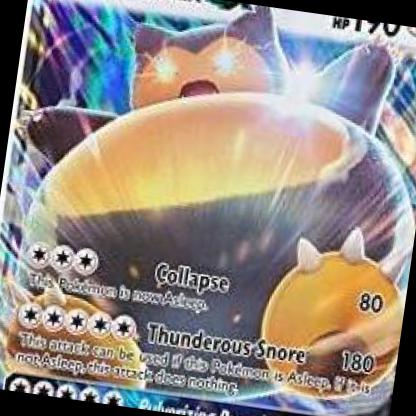 HP 190
Collapse
80
This Pokémon is now Asleep.
Thunderous Snore
180
This attack can be used if this Pokémon is Asleep. If it is
not Asleep, this attack does nothing.